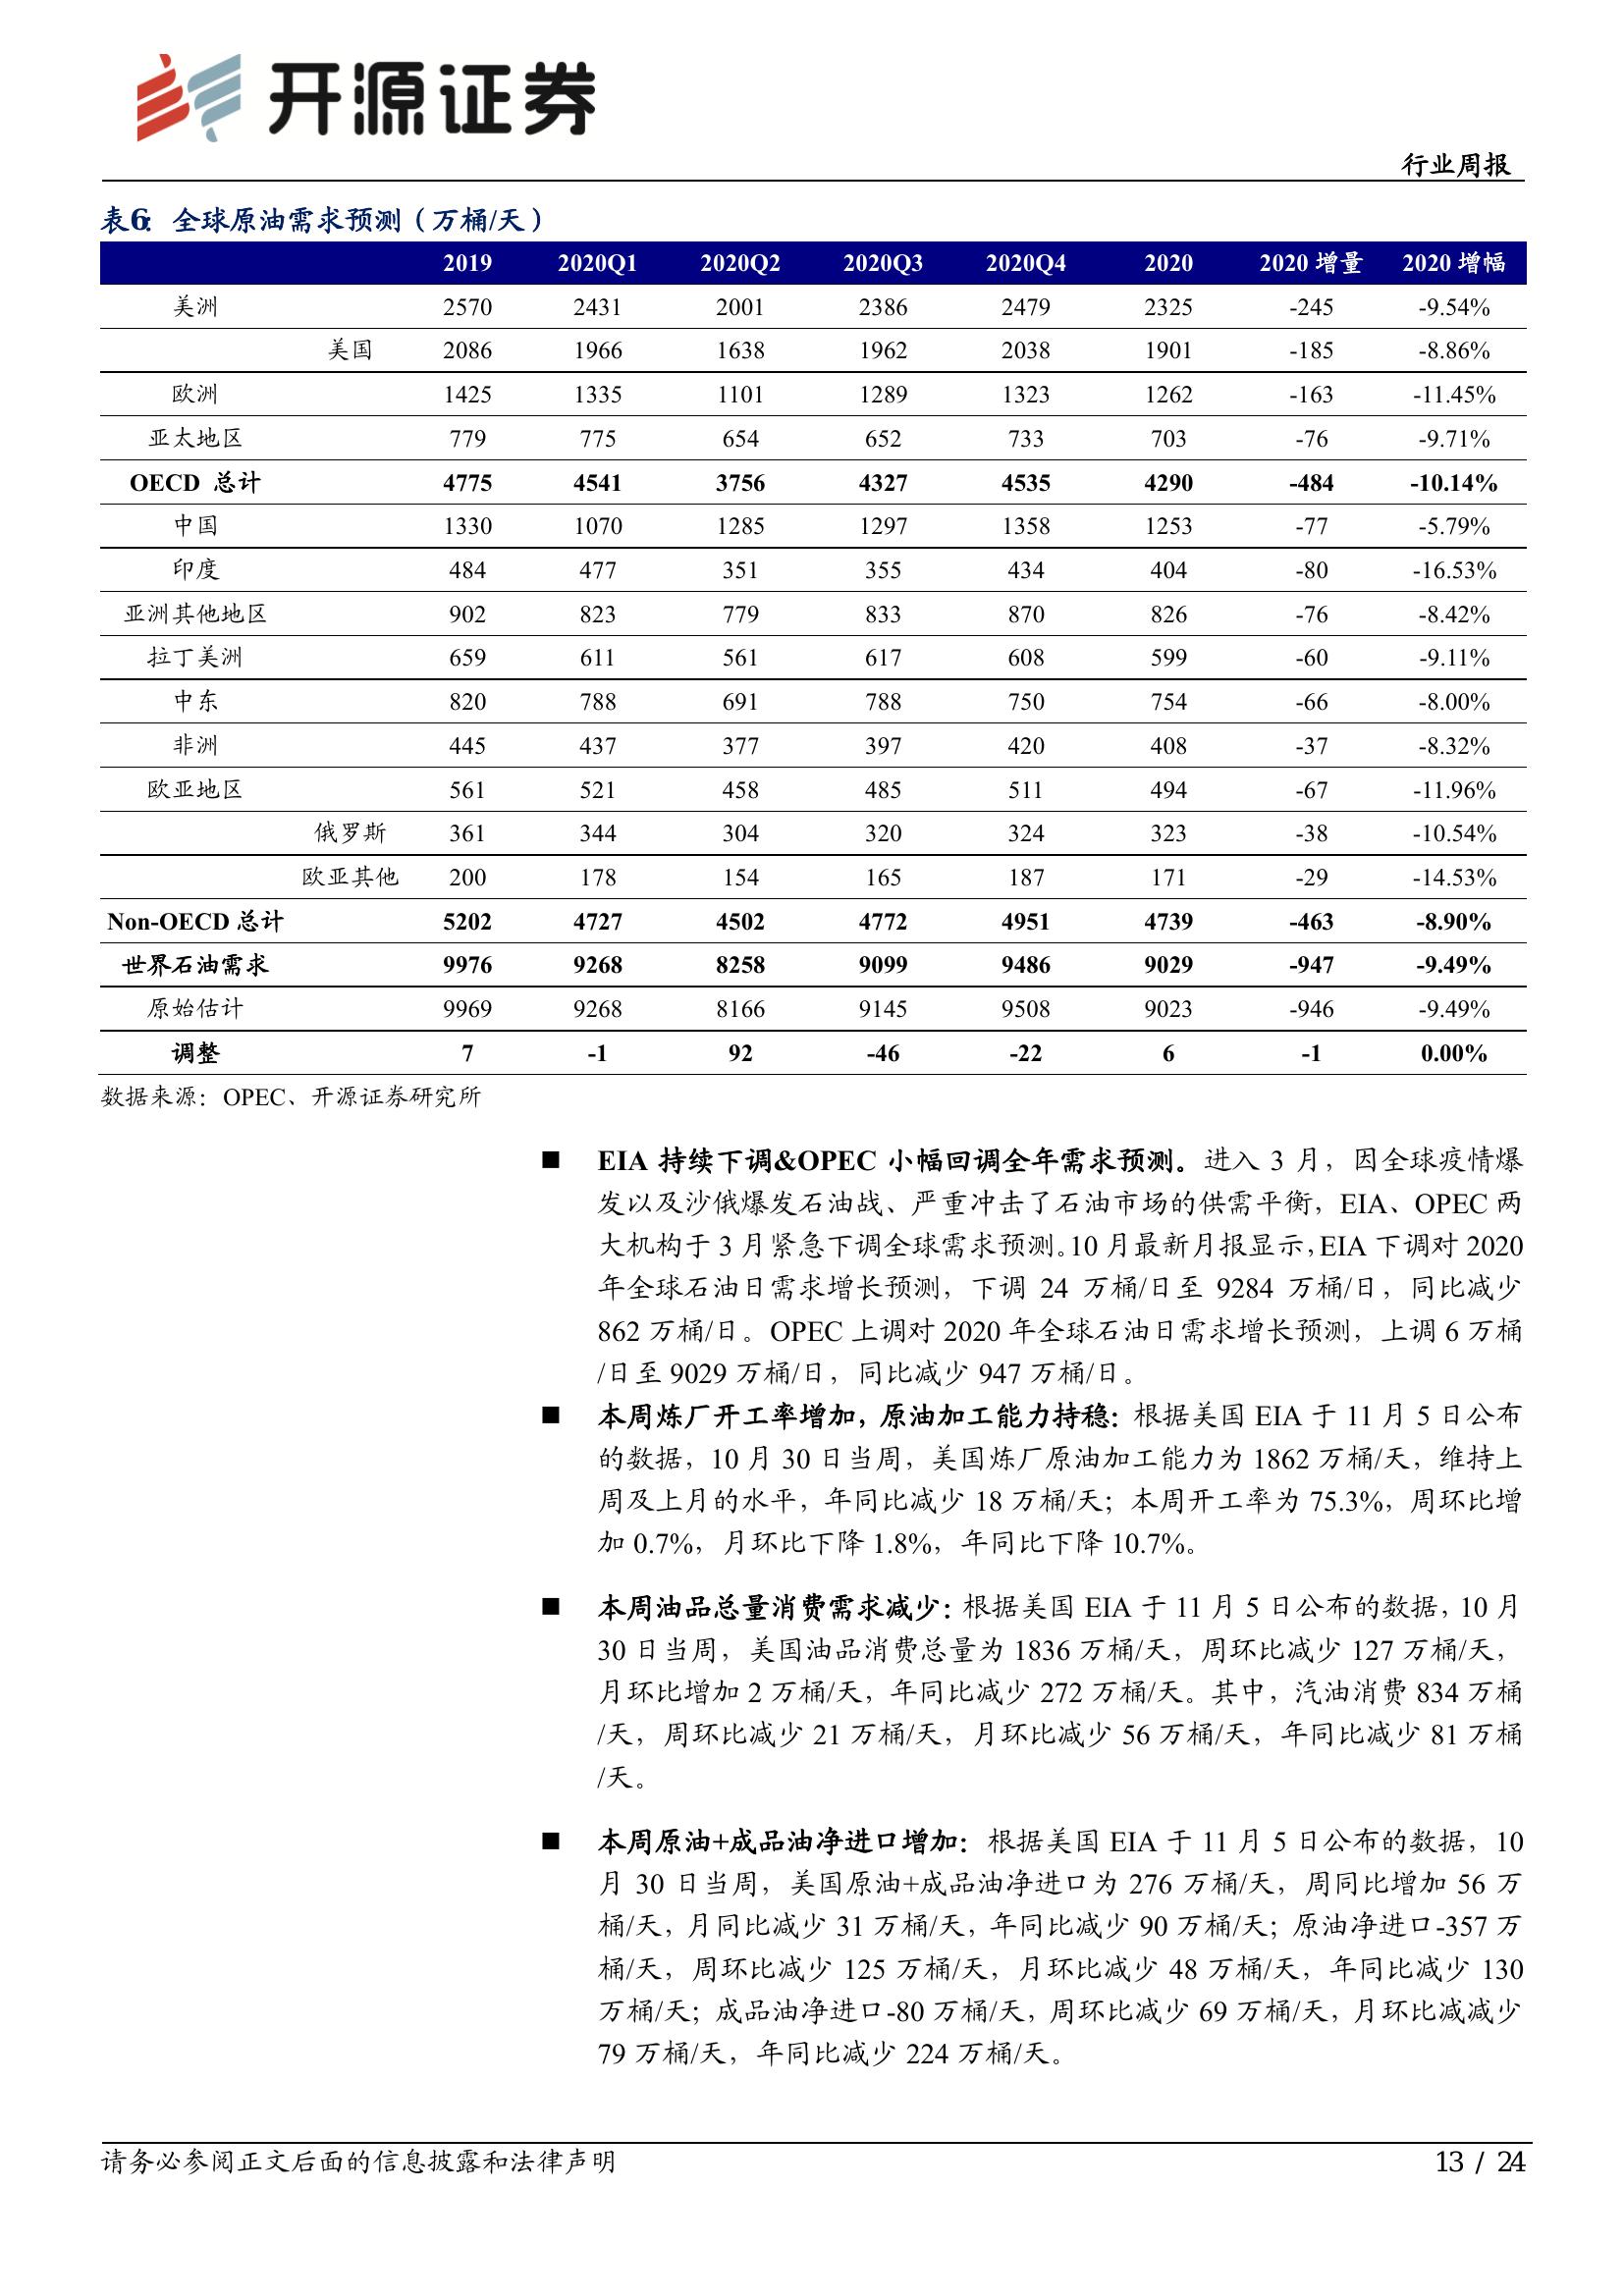 开源证券
行业周报
表6： 全球原油需求预测（万桶/天）
2019 2020Q1 2020Q2 2020Q3 2020Q4 2020 2020 增量 2020 增幅
美洲 2570 2431 2001 2386 2479 2325 -245 -9.54%
美国 2086 1966 1638 1962 2038 1901 -185 -8.86%
欧洲 1425 1335 1101 1289 1323 1262 -163 -11.45%
亚太地区 779 775 654 652 733 703 -76 -9.71%
OECD 总计 4775 4541 3756 4327 4535 4290 -484 -10.14%
中国 1330 1070 1285 1297 1358 1253 -77 -5.79%
印度 484 477 351 355 434 404 -80 -16.53%
亚洲其他地区 902 823 779 833 870 826 -76 -8.42%
拉丁美洲 659 611 561 617 608 599 -60 -9.11%
中东 820 788 691 788 750 754 -66 -8.00%
非洲 445 437 377 397 420 408 -37 -8.32%
欧亚地区 561 521 458 485 511 494 -67 -11.96%
俄罗斯 361 344 304 320 324 323 -38 -10.54%
欧亚其他 200 178 154 165 187 171 -29 -14.53%
Non-OECD 总计 5202 4727 4502 4772 4951 4739 -463 -8.90%
世界石油需求 9976 9268 8258 9099 9486 9029 -947 -9.49%
原始估计 9969 9268 8166 9145 9508 9023 -946 -9.49%
调整 7 -1 92 -46 -22 6 -1 0.00%
数据来源：OPEC、开源证券研究所
■ EIA 持续下调&OPEC 小幅回调全年需求预测。进入 3 月，因全球疫情爆
发以及沙俄爆发石油战、严重冲击了石油市场的供需平衡，EIA、OPEC 两
大机构于 3 月紧急下调全球需求预测。10 月最新月报显示，EIA 下调对 2020
年全球石油日需求增长预测，下调 24 万桶/日至 9284 万桶/日，同比减少
862 万桶/日。OPEC 上调对 2020 年全球石油日需求增长预测，上调 6 万桶
/日至 9029 万桶/日，同比减少 947 万桶/日。
■ 本周炼厂开工率增加，原油加工能力持稳：根据美国 EIA 于 11 月 5 日公布
的数据，10 月 30 日当周，美国炼厂原油加工能力为 1862 万桶/天，维持上
周及上月的水平，年同比减少 18 万桶/天；本周开工率为 75.3%，周环比增
加 0.7%，月环比下降 1.8%，年同比下降 10.7%。
■ 本周油品总量消费需求减少：根据美国 EIA 于 11 月 5 日公布的数据，10 月
30 日当周，美国油品消费总量为 1836 万桶/天，周环比减少 127 万桶/天，
月环比增加 2 万桶/天，年同比减少 272 万桶/天。其中，汽油消费 834 万桶
/天，周环比减少 21 万桶/天，月环比减少 56 万桶/天，年同比减少 81 万桶
/天。
■ 本周原油+成品油净进口增加：根据美国 EIA 于 11 月 5 日公布的数据，10
月 30 日当周，美国原油+成品油净进口为 276 万桶/天，周同比增加 56 万
桶/天，月同比减少 31 万桶/天，年同比减少 90 万桶/天；原油净进口-357 万
桶/天，周环比减少 125 万桶/天，月环比减少 48 万桶/天，年同比减少 130
万桶/天；成品油净进口-80 万桶/天，周环比减少 69 万桶/天，月环比减减少
79 万桶/天，年同比减少 224 万桶/天。
请务必参阅正文后面的信息披露和法律声明 13 / 24